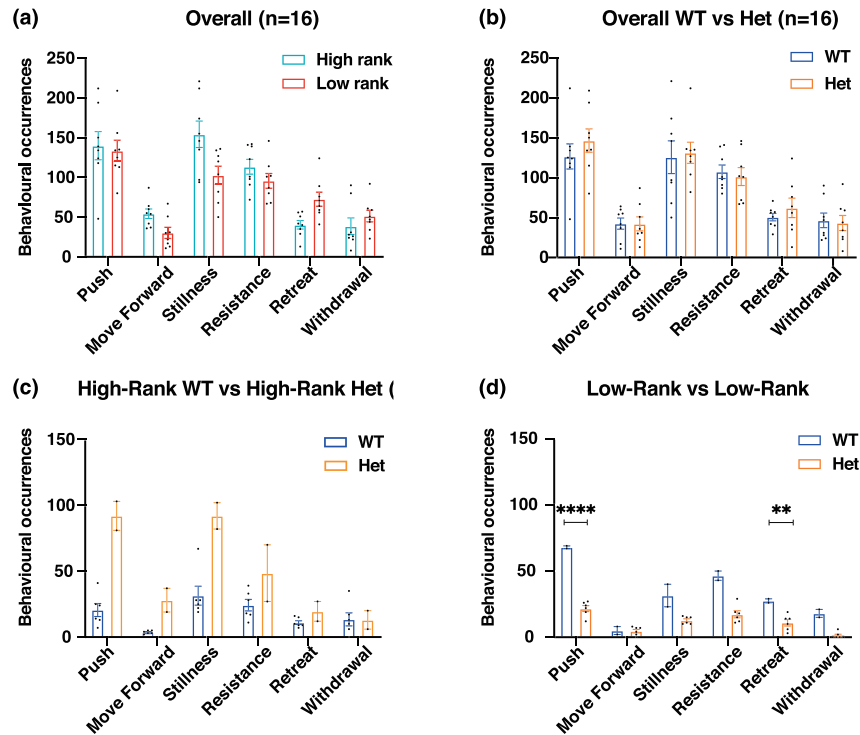 (a) Overall (n=16)
Behavioural occurrences
250
200
150
100
50
0
High rank
Low rank
Push
Move Forward
Stillness
Resistance
Retreat
Withdrawal
(b) Overall WT vs Het (n=16)
Behavioural occurrences
250
200
150
100
50
0
WT
Het
Push
Move Forward
Stillness
Resistance
Retreat
Withdrawal
(c) High-Rank WT vs High-Rank Het (
Behavioural occurrences
150
100
50
0
WT
Het
Push
Move Forward
Stillness
Resistance
Retreat
Withdrawal
(d) Low-Rank vs Low-Rank
Behavioural occurrences
150
100
50
0
WT
Het
****
**
Push
Move Forward
Stillness
Resistance
Retreat
Withdrawal